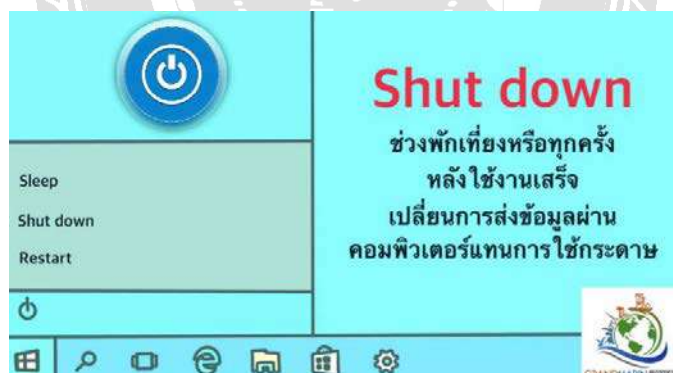 Shut down
ช่วงพักเที่ยงหรือทุกครั้ง
หลังใช้งานเสร็จ
เปลี่ยนการส่งข้อมูลผ่าน
คอมพิวเตอร์แทนการใช้กระดาษ
Sleep
Shut down
Restart